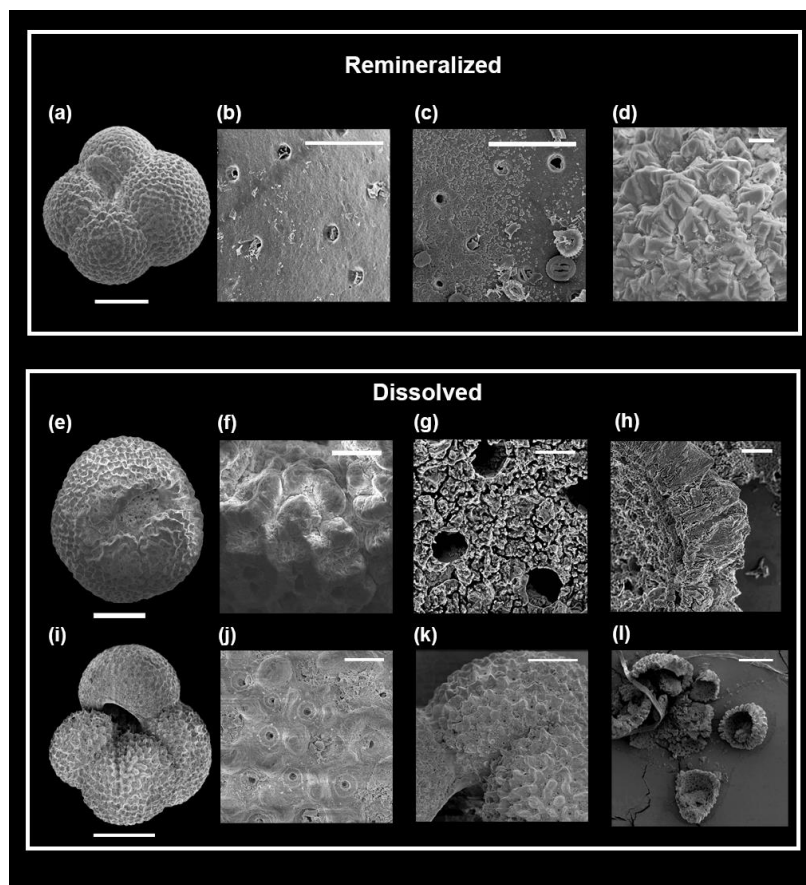 Remineralized
(a) (b) (c) (d)
Dissolved
(e) (f) (g) (h)
(i) (j) (k) (l)